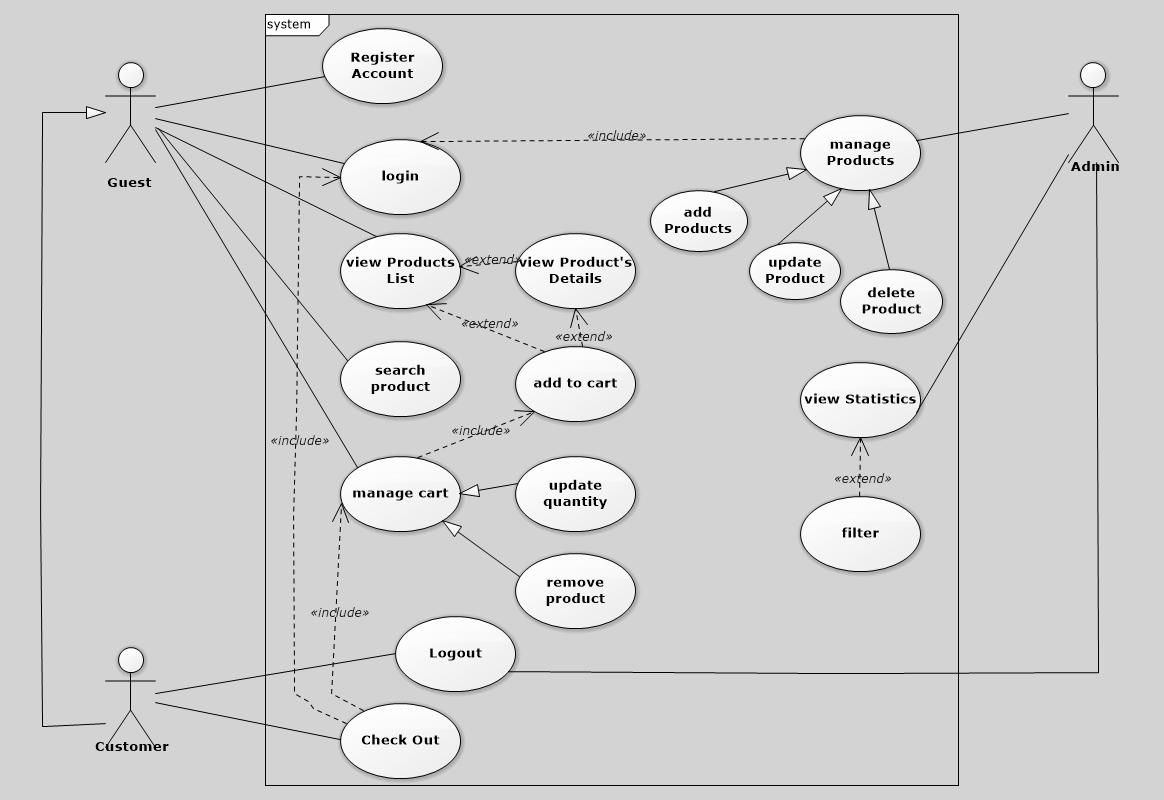 system
Register
Account
Guest
Admin
«include»
manage
Products
login
add
Products
update
Product
delete
Product
view Products
List
«extend»
view Product's
Details
«extend»
«extend»
search
product
add to cart
view Statistics
«include»
«include»
manage cart
update
quantity
«extend»
filter
remove
product
«include»
Logout
Customer
Check Out